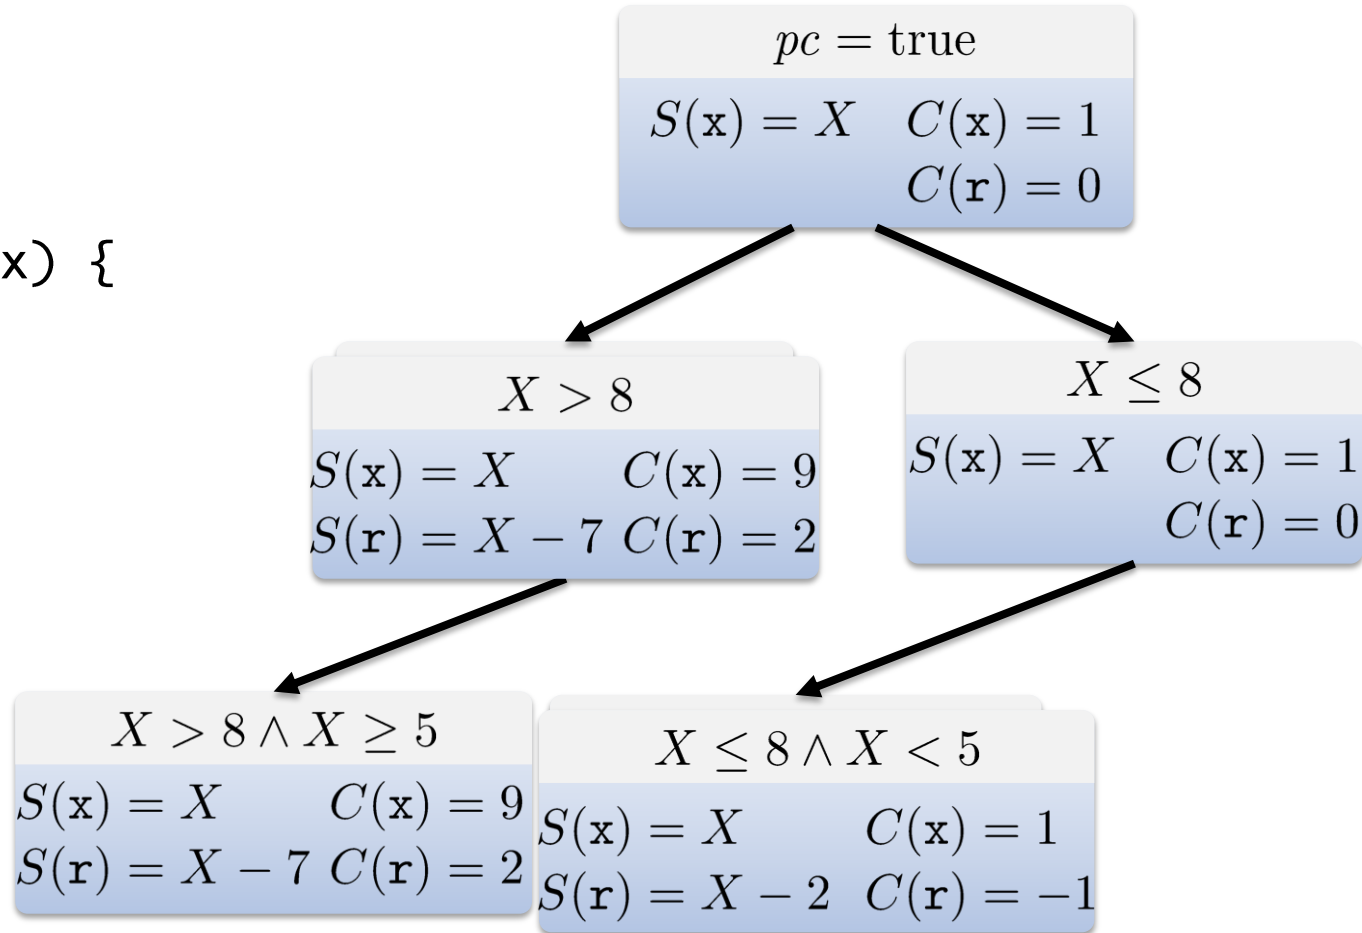 pc = true
S(x) = X C(x) = 1
C(r) = 0
x) {
X > 8
S(x) = X C(x) = 9
S(r) = X − 7 C(r) = 2
X ≤ 8
S(x) = X C(x) = 1
C(r) = 0
X > 8 ∧ X ≥ 5
S(x) = X C(x) = 9
S(r) = X − 7 C(r) = 2
X ≤ 8 ∧ X < 5
S(x) = X C(x) = 1
S(r) = X − 2 C(r) = −1